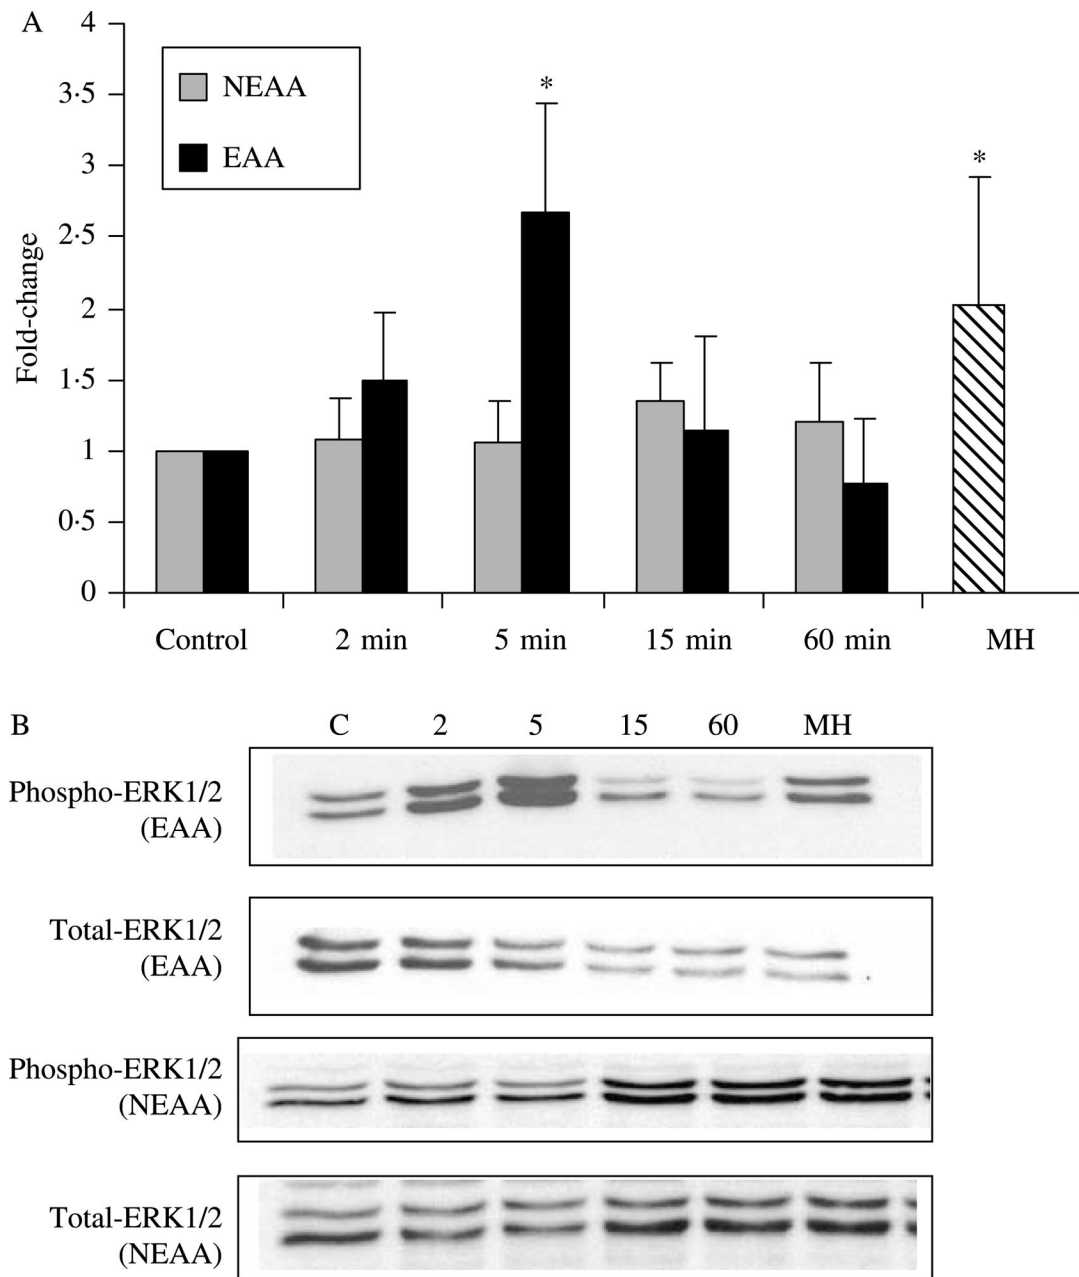 A
4
3·5
3
2·5
2
1·5
1
0·5
0
Fold-change
NEAA
EAA
*
*
Control 2 min 5 min 15 min 60 min MH
B
C 2 5 15 60 MH
Phospho-ERK1/2
(EAA)
Total-ERK1/2
(EAA)
Phospho-ERK1/2
(NEAA)
Total-ERK1/2
(NEAA)